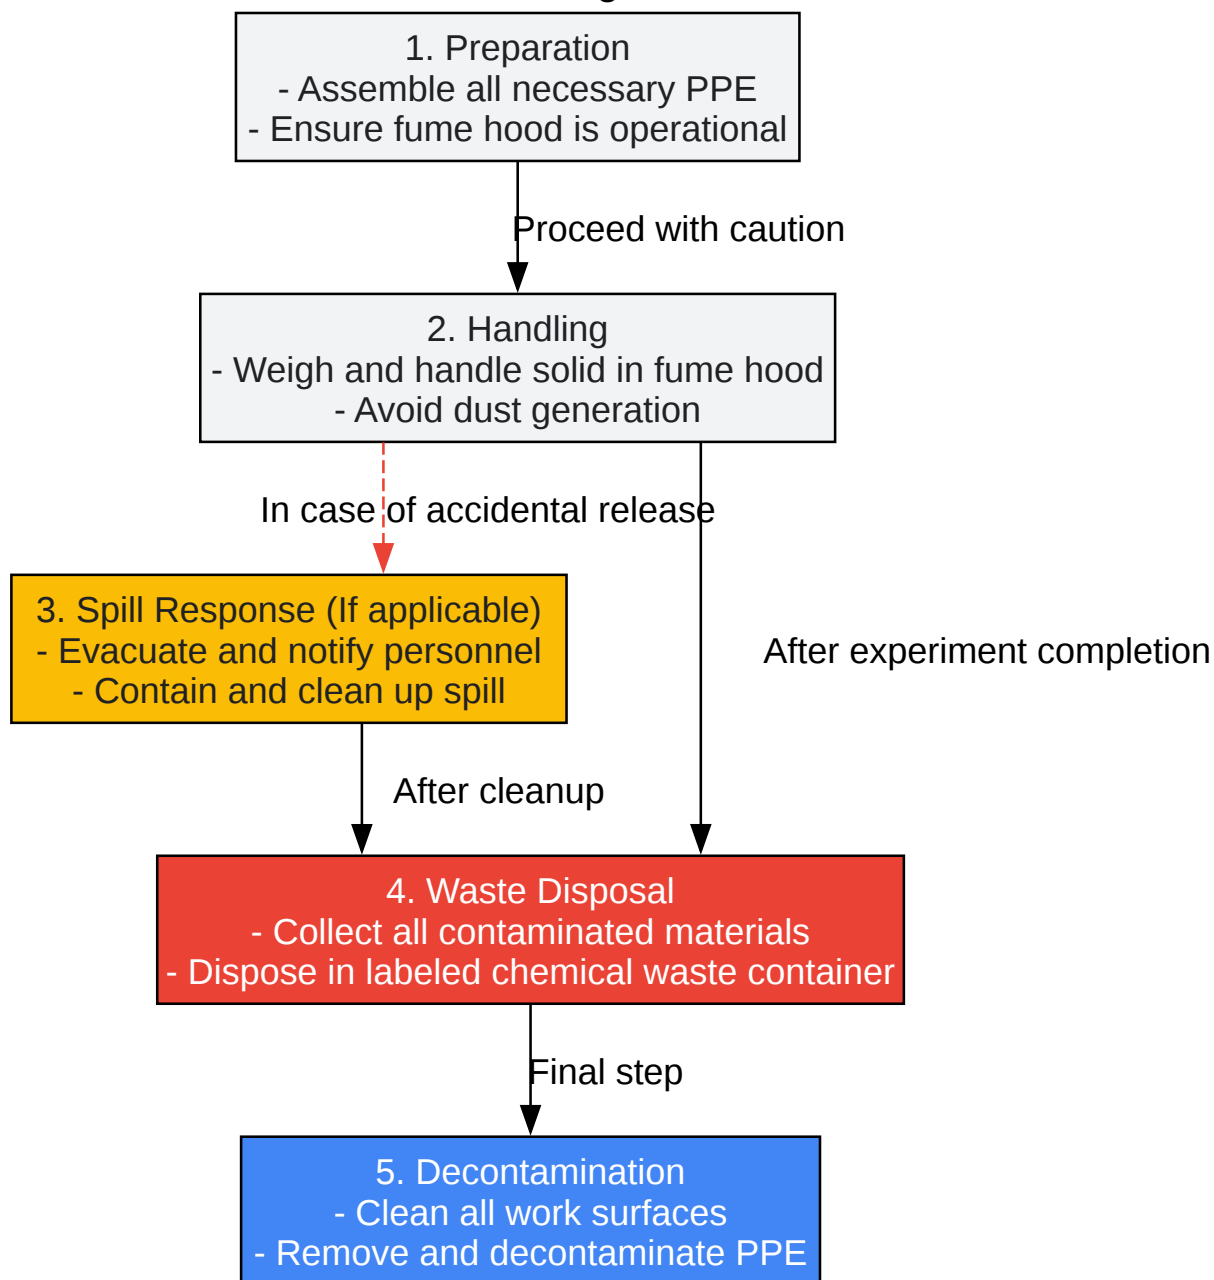 1. Preparation
- Assemble all necessary PPE
- Ensure fume hood is operational
Proceed with caution
2. Handling
- Weigh and handle solid in fume hood
- Avoid dust generation
In case of accidental release
3. Spill Response (If applicable)
- Evacuate and notify personnel
- Contain and clean up spill
After experiment completion
After cleanup
4. Waste Disposal
- Collect all contaminated materials
- Dispose in labeled chemical waste container
Final step
5. Decontamination
- Clean all work surfaces
- Remove and decontaminate PPE